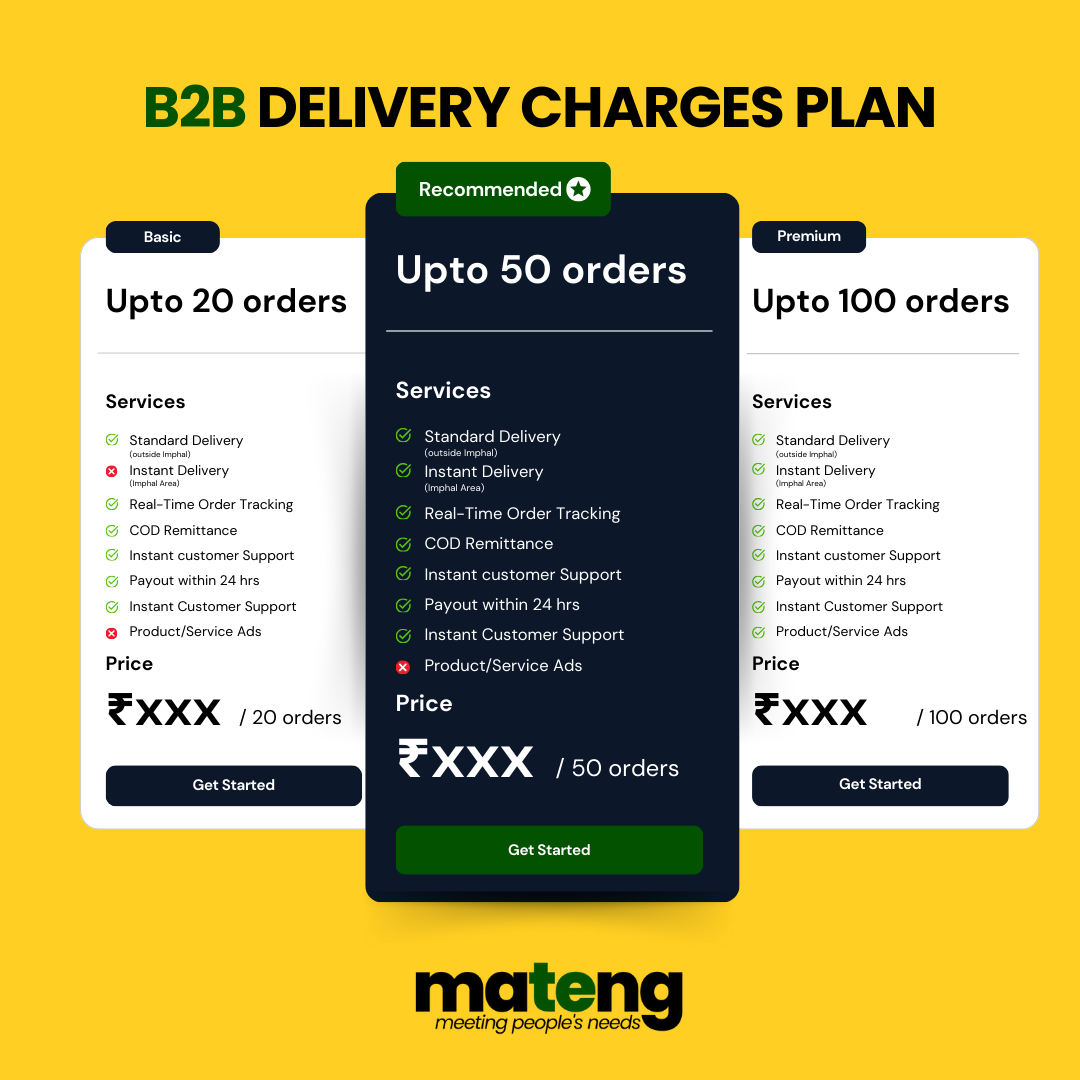 B2B DELIVERY CHARGES PLAN
Basic
Upto 20 orders
Services
Standard Delivery
(outside Imphal)
Instant Delivery
(Imphal Area)
Real-Time Order Tracking
COD Remittance
Instant customer Support
Payout within 24 hrs
Instant Customer Support
Product/Service Ads
Price
₹XXX / 20 orders
Get Started
Recommended
Upto 50 orders
Services
Standard Delivery
(outside Imphal)
Instant Delivery
(Imphal Area)
Real-Time Order Tracking
COD Remittance
Instant customer Support
Payout within 24 hrs
Instant Customer Support
Product/Service Ads
Price
₹XXX / 50 orders
Get Started
Premium
Upto 100 orders
Services
Standard Delivery
(outside Imphal)
Instant Delivery
(Imphal Area)
Real-Time Order Tracking
COD Remittance
Instant customer Support
Payout within 24 hrs
Instant Customer Support
Product/Service Ads
Price
₹XXX / 100 orders
Get Started
mateng
meeting people's needs